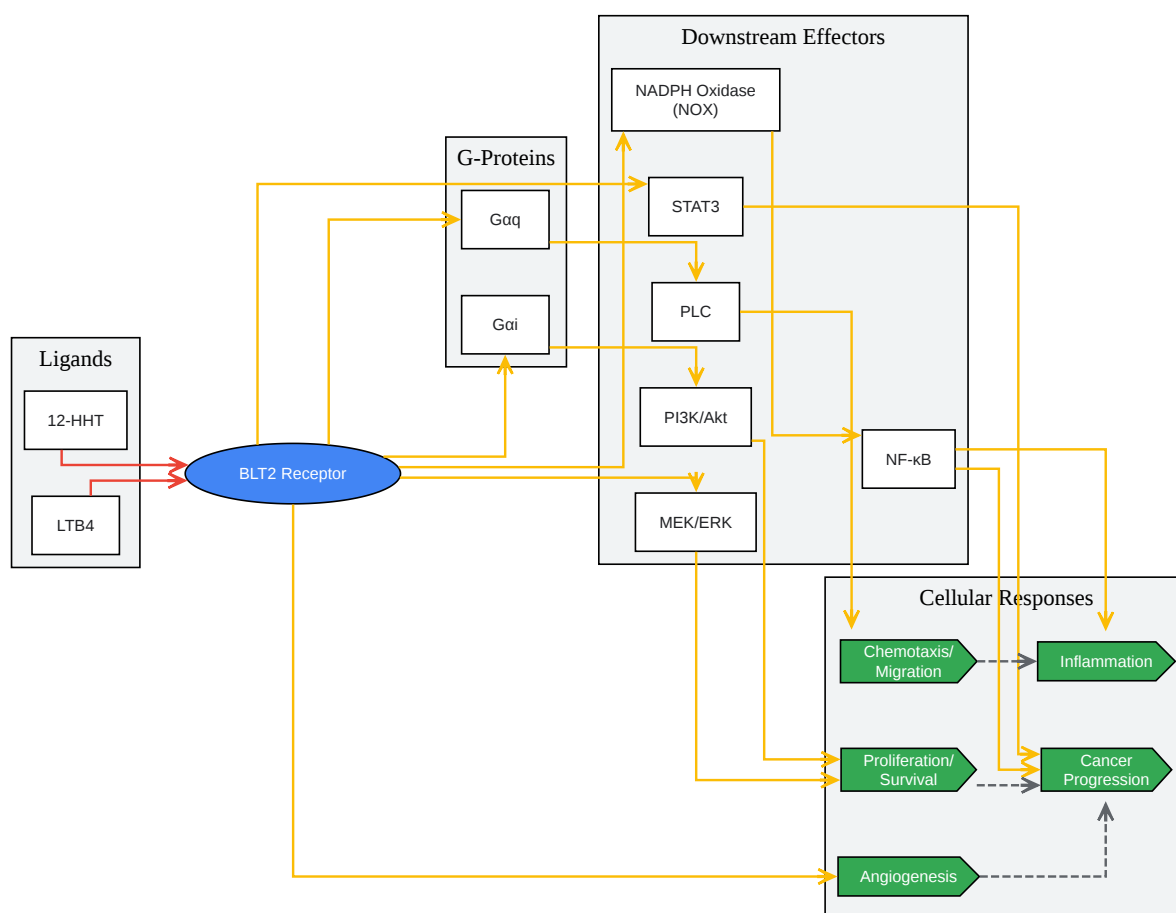 Downstream Effectors
NADPH Oxidase
(NOX)
G-Proteins
STAT3
Gαq
PLC
Gαi
Ligands
12-HHT
PI3K/Akt
NF-κB
BLT2 Receptor
LTB4
MEK/ERK
Cellular Responses
Chemotaxis/
Migration
Inflammation
Proliferation/
Survival
Cancer
Progression
Angiogenesis